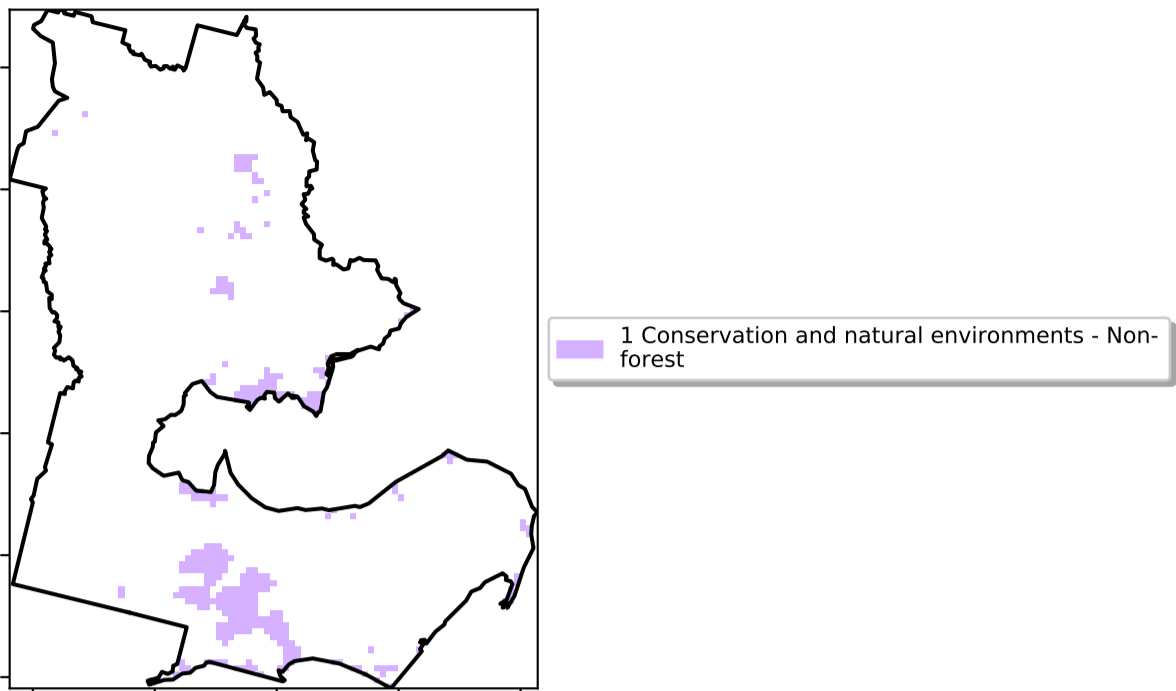 1 Conservation and natural environments - Non-
forest